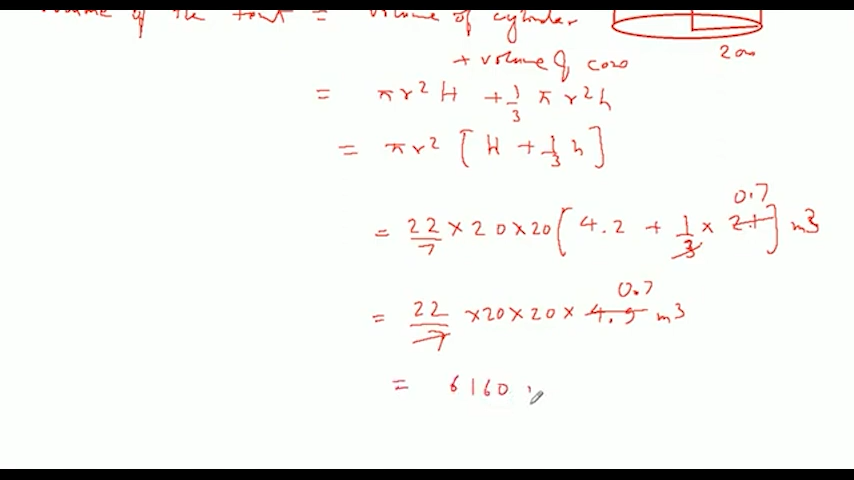 volume of the tent = volume of cylinder
+ volume of cone
20m
= πr²H + 1/3 πr²h
= πr² [H + 1/3 h]
0.7
= 22/7 × 20 × 20 [4.2 + 1/3 × 2.1] m3
0.7
= 22/7 × 20 × 20 × 4.9 m3
= 6160